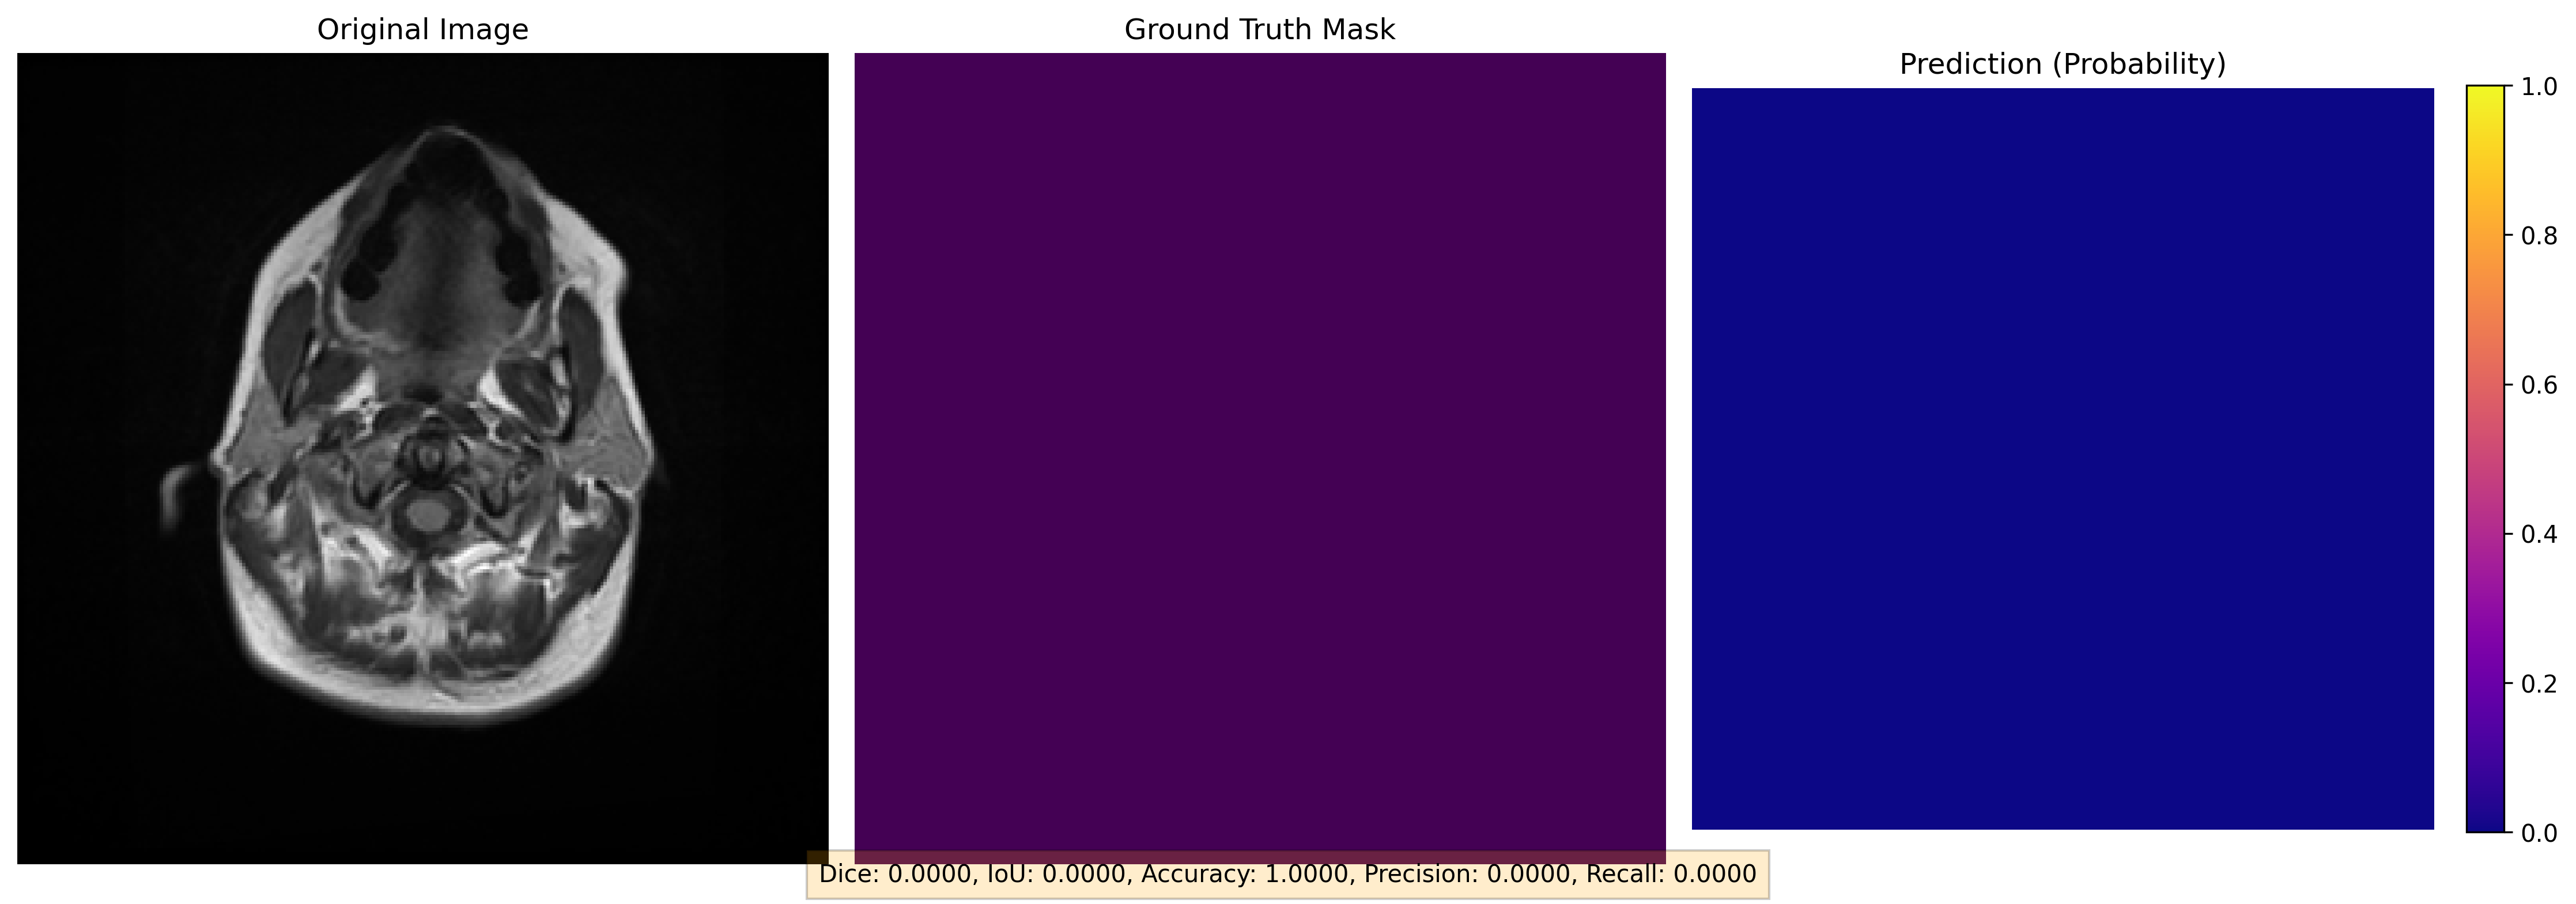 Original Image
Ground Truth Mask
Prediction (Probability)
1.0
0.8
0.6
0.4
0.2
0.0
Dice: 0.0000, IoU: 0.0000, Accuracy: 1.0000, Precision: 0.0000, Recall: 0.0000